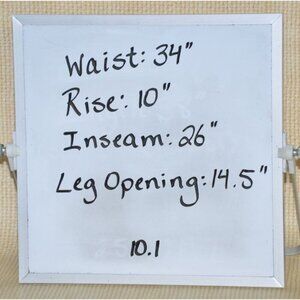 Waist: 34"
Rise: 10"
Inseam: 26"
Leg Opening: 14.5"
10.1